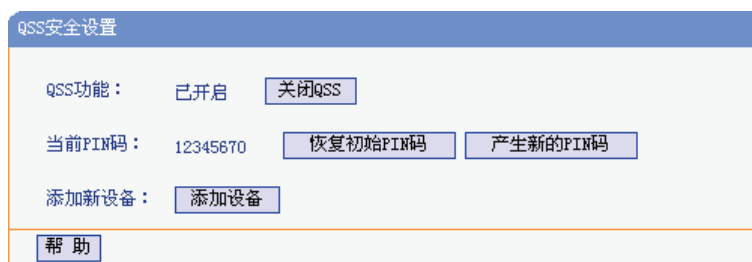 QSS安全设置
QSS功能： 已开启 关闭QSS
当前PIN码： 12345670 恢复初始PIN码 产生新的PIN码
添加新设备： 添加设备
帮 助